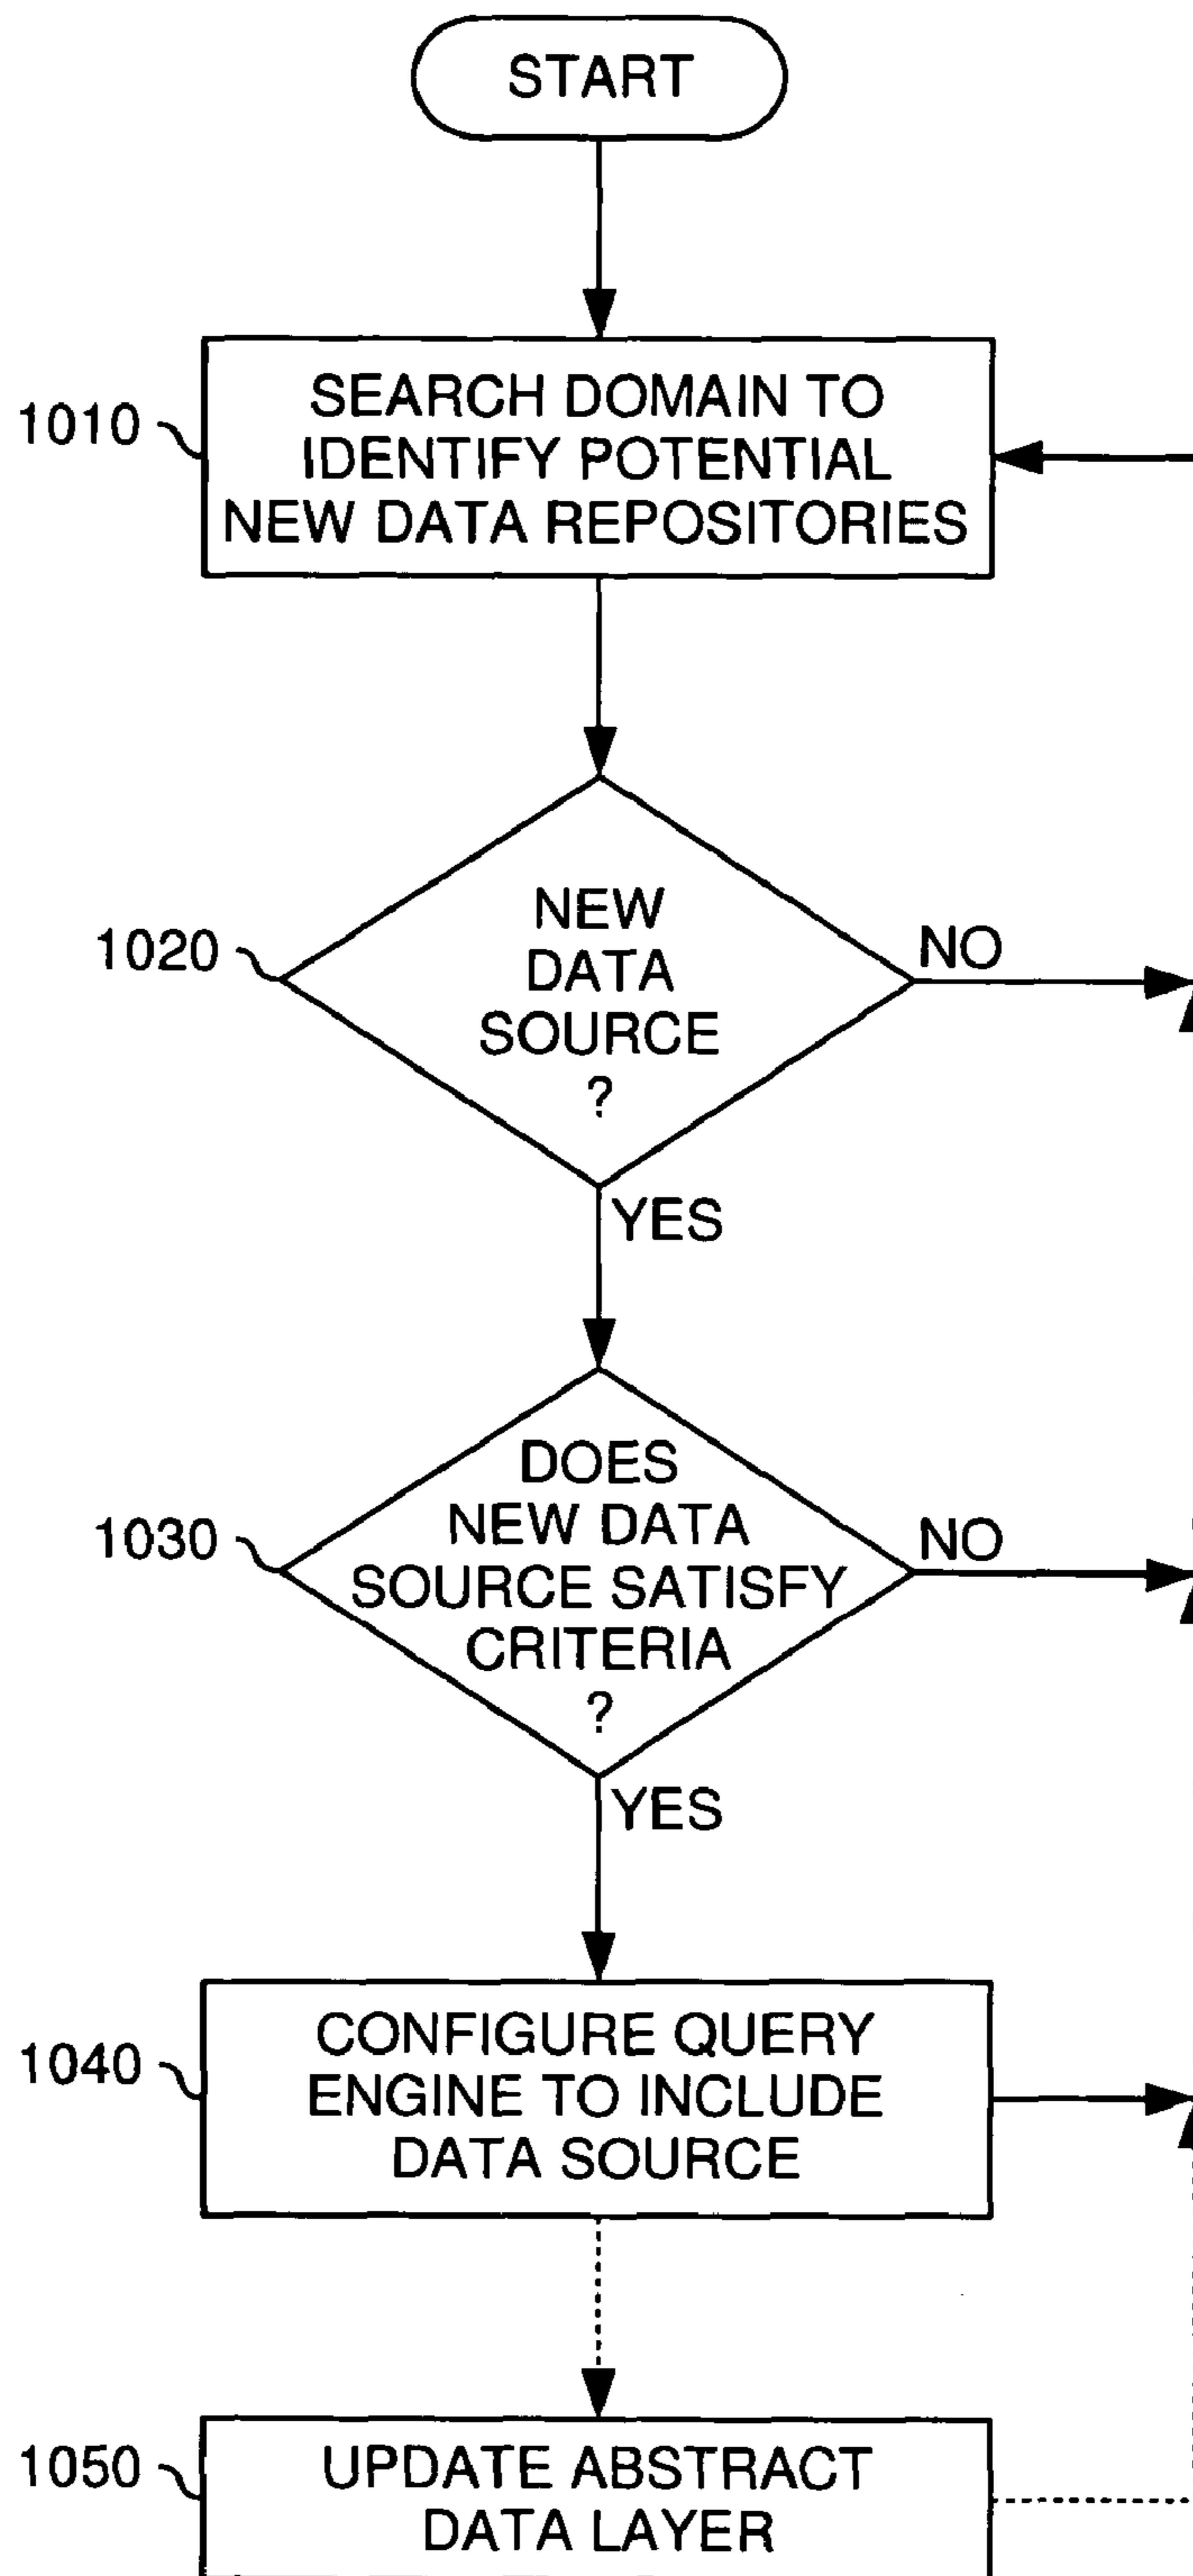 START
1010
SEARCH DOMAIN TO
IDENTIFY POTENTIAL
NEW DATA REPOSITORIES
1020
NEW
DATA
SOURCE
?
NO
YES
1030
DOES
NEW DATA
SOURCE SATISFY
CRITERIA
?
NO
YES
1040
CONFIGURE QUERY
ENGINE TO INCLUDE
DATA SOURCE
1050
UPDATE ABSTRACT
DATA LAYER